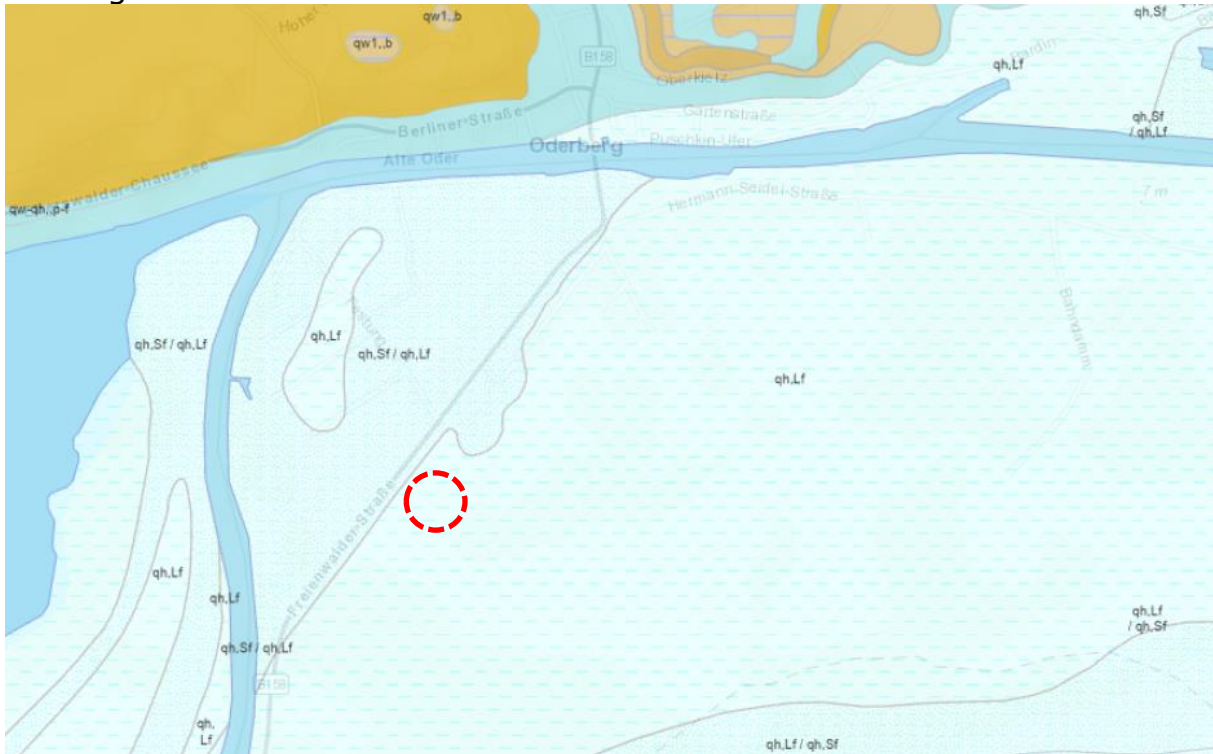 qw1,,b
qw1,,b
B158
qh,Sf
qh,Lf
Oberkietz
Gartenstraße
qh,Sf
/ qh,Lf
Berliner-Straße
Oderberg
Puschkin-Ufer
Alte Oder
Hermann-Seidel-Straße
7 m
qw-qh,,p-f
qh,Sf / qh,Lf
qh,Lf
qh,Sf / qh,Lf
qh,Lf
Bahndamm
Freienwalder-Straße
qh,Lf
qh,Lf
qh,Lf
/ qh,Sf
qh,Sf / qh,Lf
B158
qh,
Lf
qh,Lf / qh,Sf